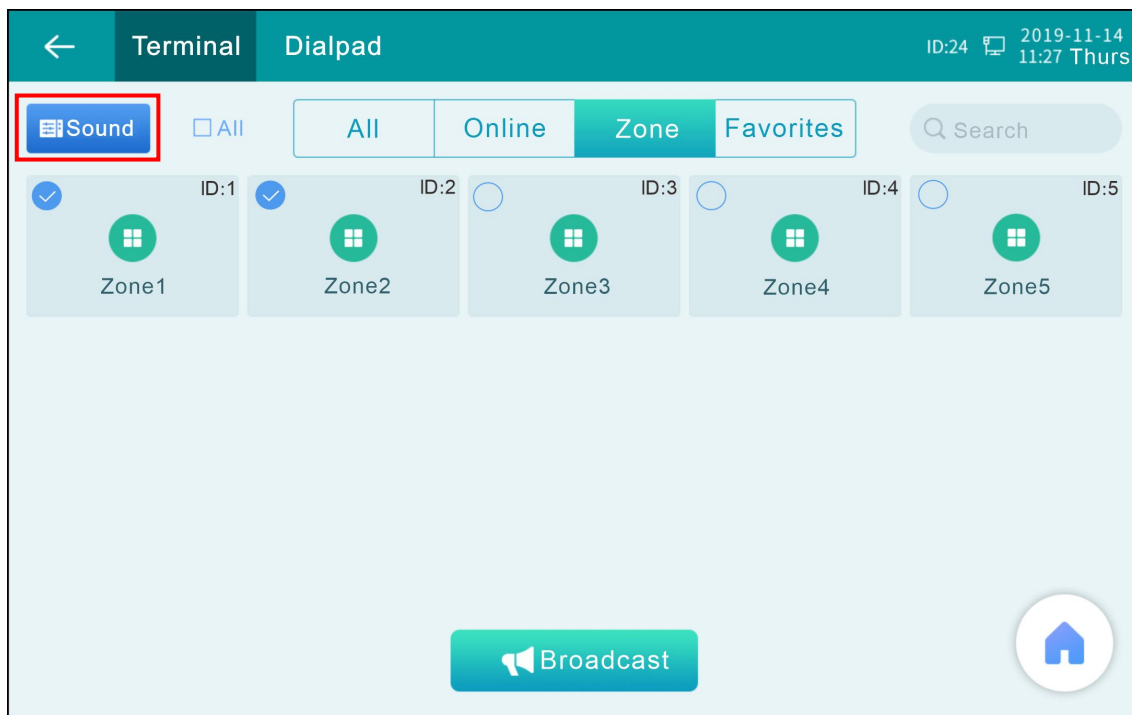 Terminal Dialpad ID:24 2019-11-14
11:27 Thurs
Sound All All Online Zone Favorites Search
ID:1 ID:2 ID:3 ID:4 ID:5
Zone1 Zone2 Zone3 Zone4 Zone5
Broadcast